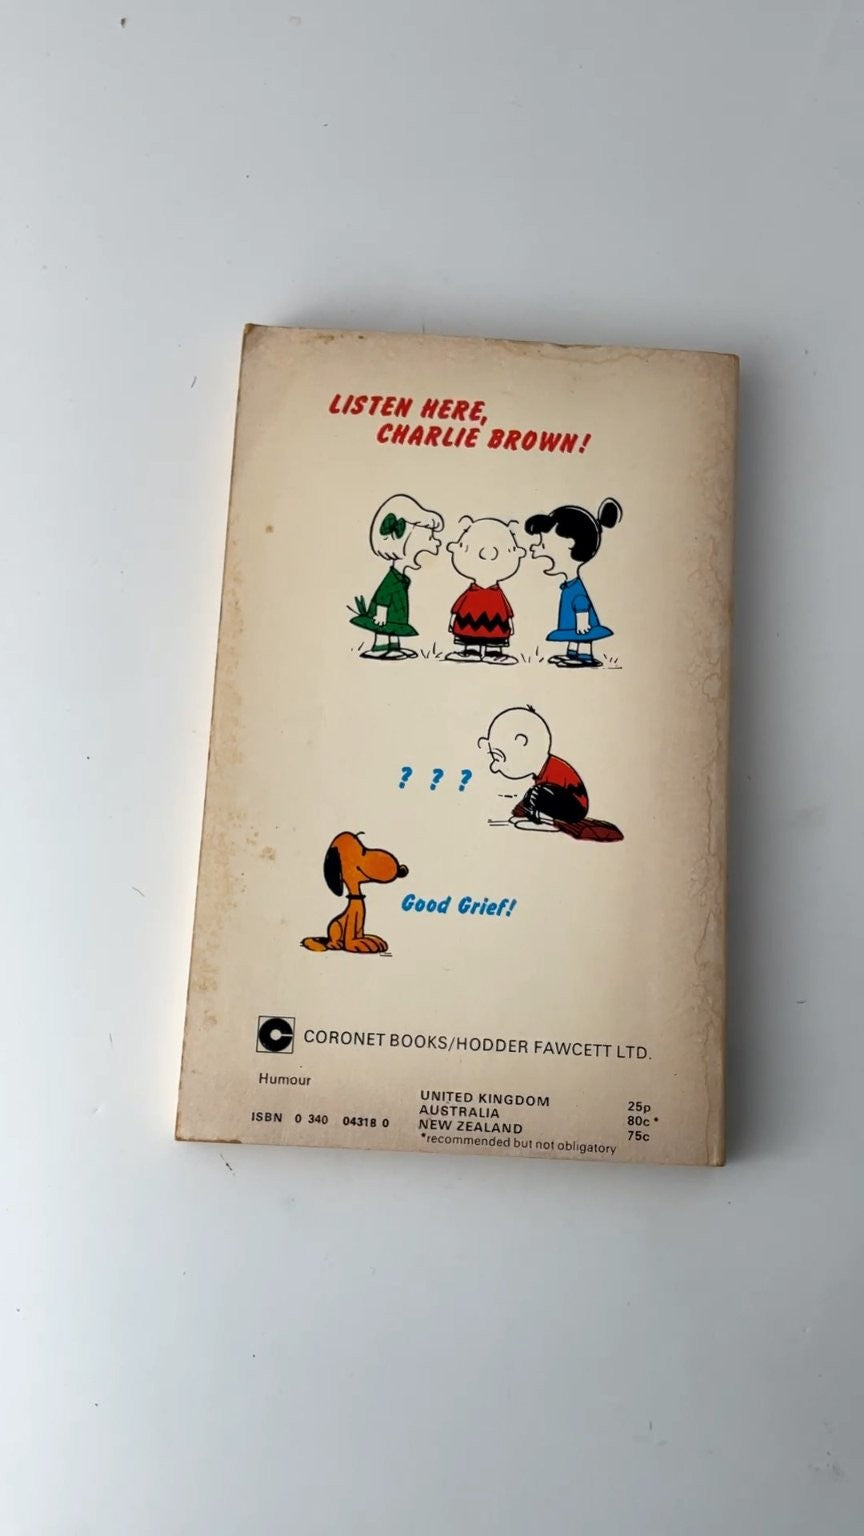 LISTEN HERE,
CHARLIE BROWN!
? ? ?
Good Grief!
C CORONET BOOKS/HODDER FAWCETT LTD.
Humour
UNITED KINGDOM 25p
AUSTRALIA 80c *
ISBN 0 340 04318 0 NEW ZEALAND 75c
*recommended but not obligatory